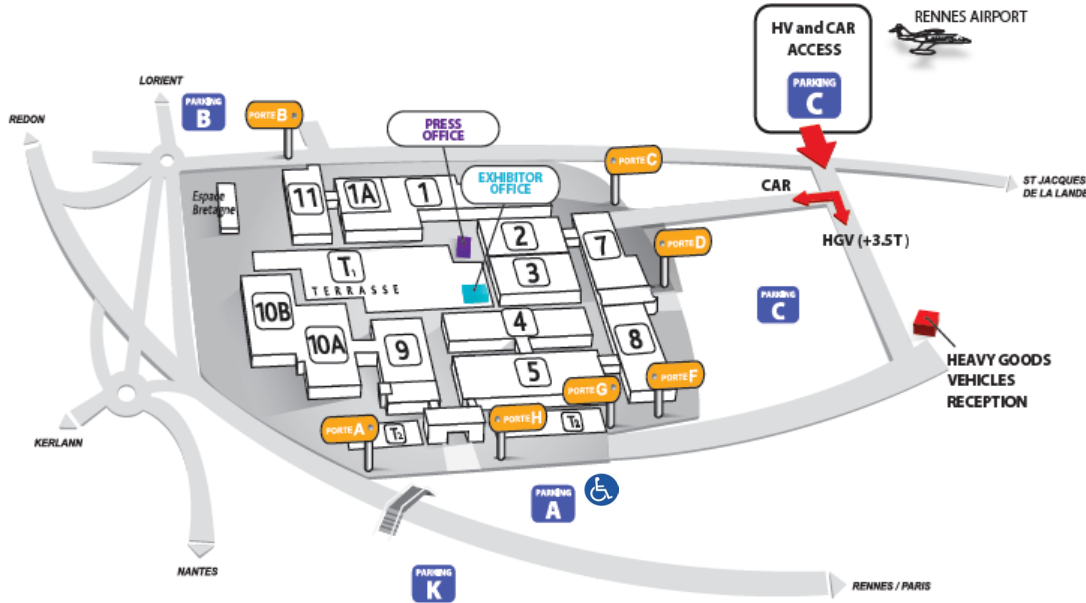 HV and CAR
ACCESS
PARKING
C
RENNES AIRPORT
LORIENT
PARKING
B
REDON
PORTE B
PRESS
OFFICE
PORTE C
EXHIBITOR
OFFICE
ST JACQUES
DE LA LANDE
CAR
HGV (+3.5T)
Espace
Bretagne
11
1A
1
2
7
PORTE D
3
T1
TERRASSE
10B
10A
9
4
8
5
PARKING
C
HEAVY GOODS
VEHICLES
RECEPTION
PORTE F
PORTE G
PORTE H
PORTE A
T2
T2
KERLANN
PARKING
A
NANTES
PARKING
K
RENNES / PARIS